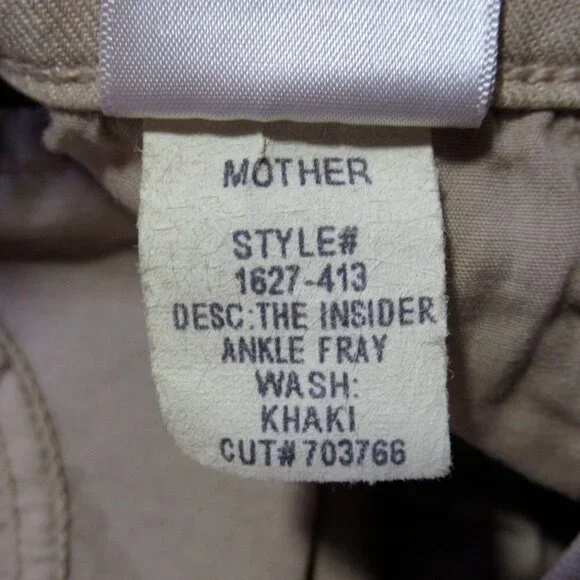 MOTHER
STYLE#
1627-413
DESC:THE INSIDER
ANKLE FRAY
WASH:
KHAKI
CUT# 703766